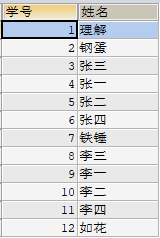 学号 姓名
1 理解
2 钢蛋
3 张三
4 张一
5 张二
6 张四
7 铁锤
8 李三
9 李一
10 李二
11 李四
12 如花